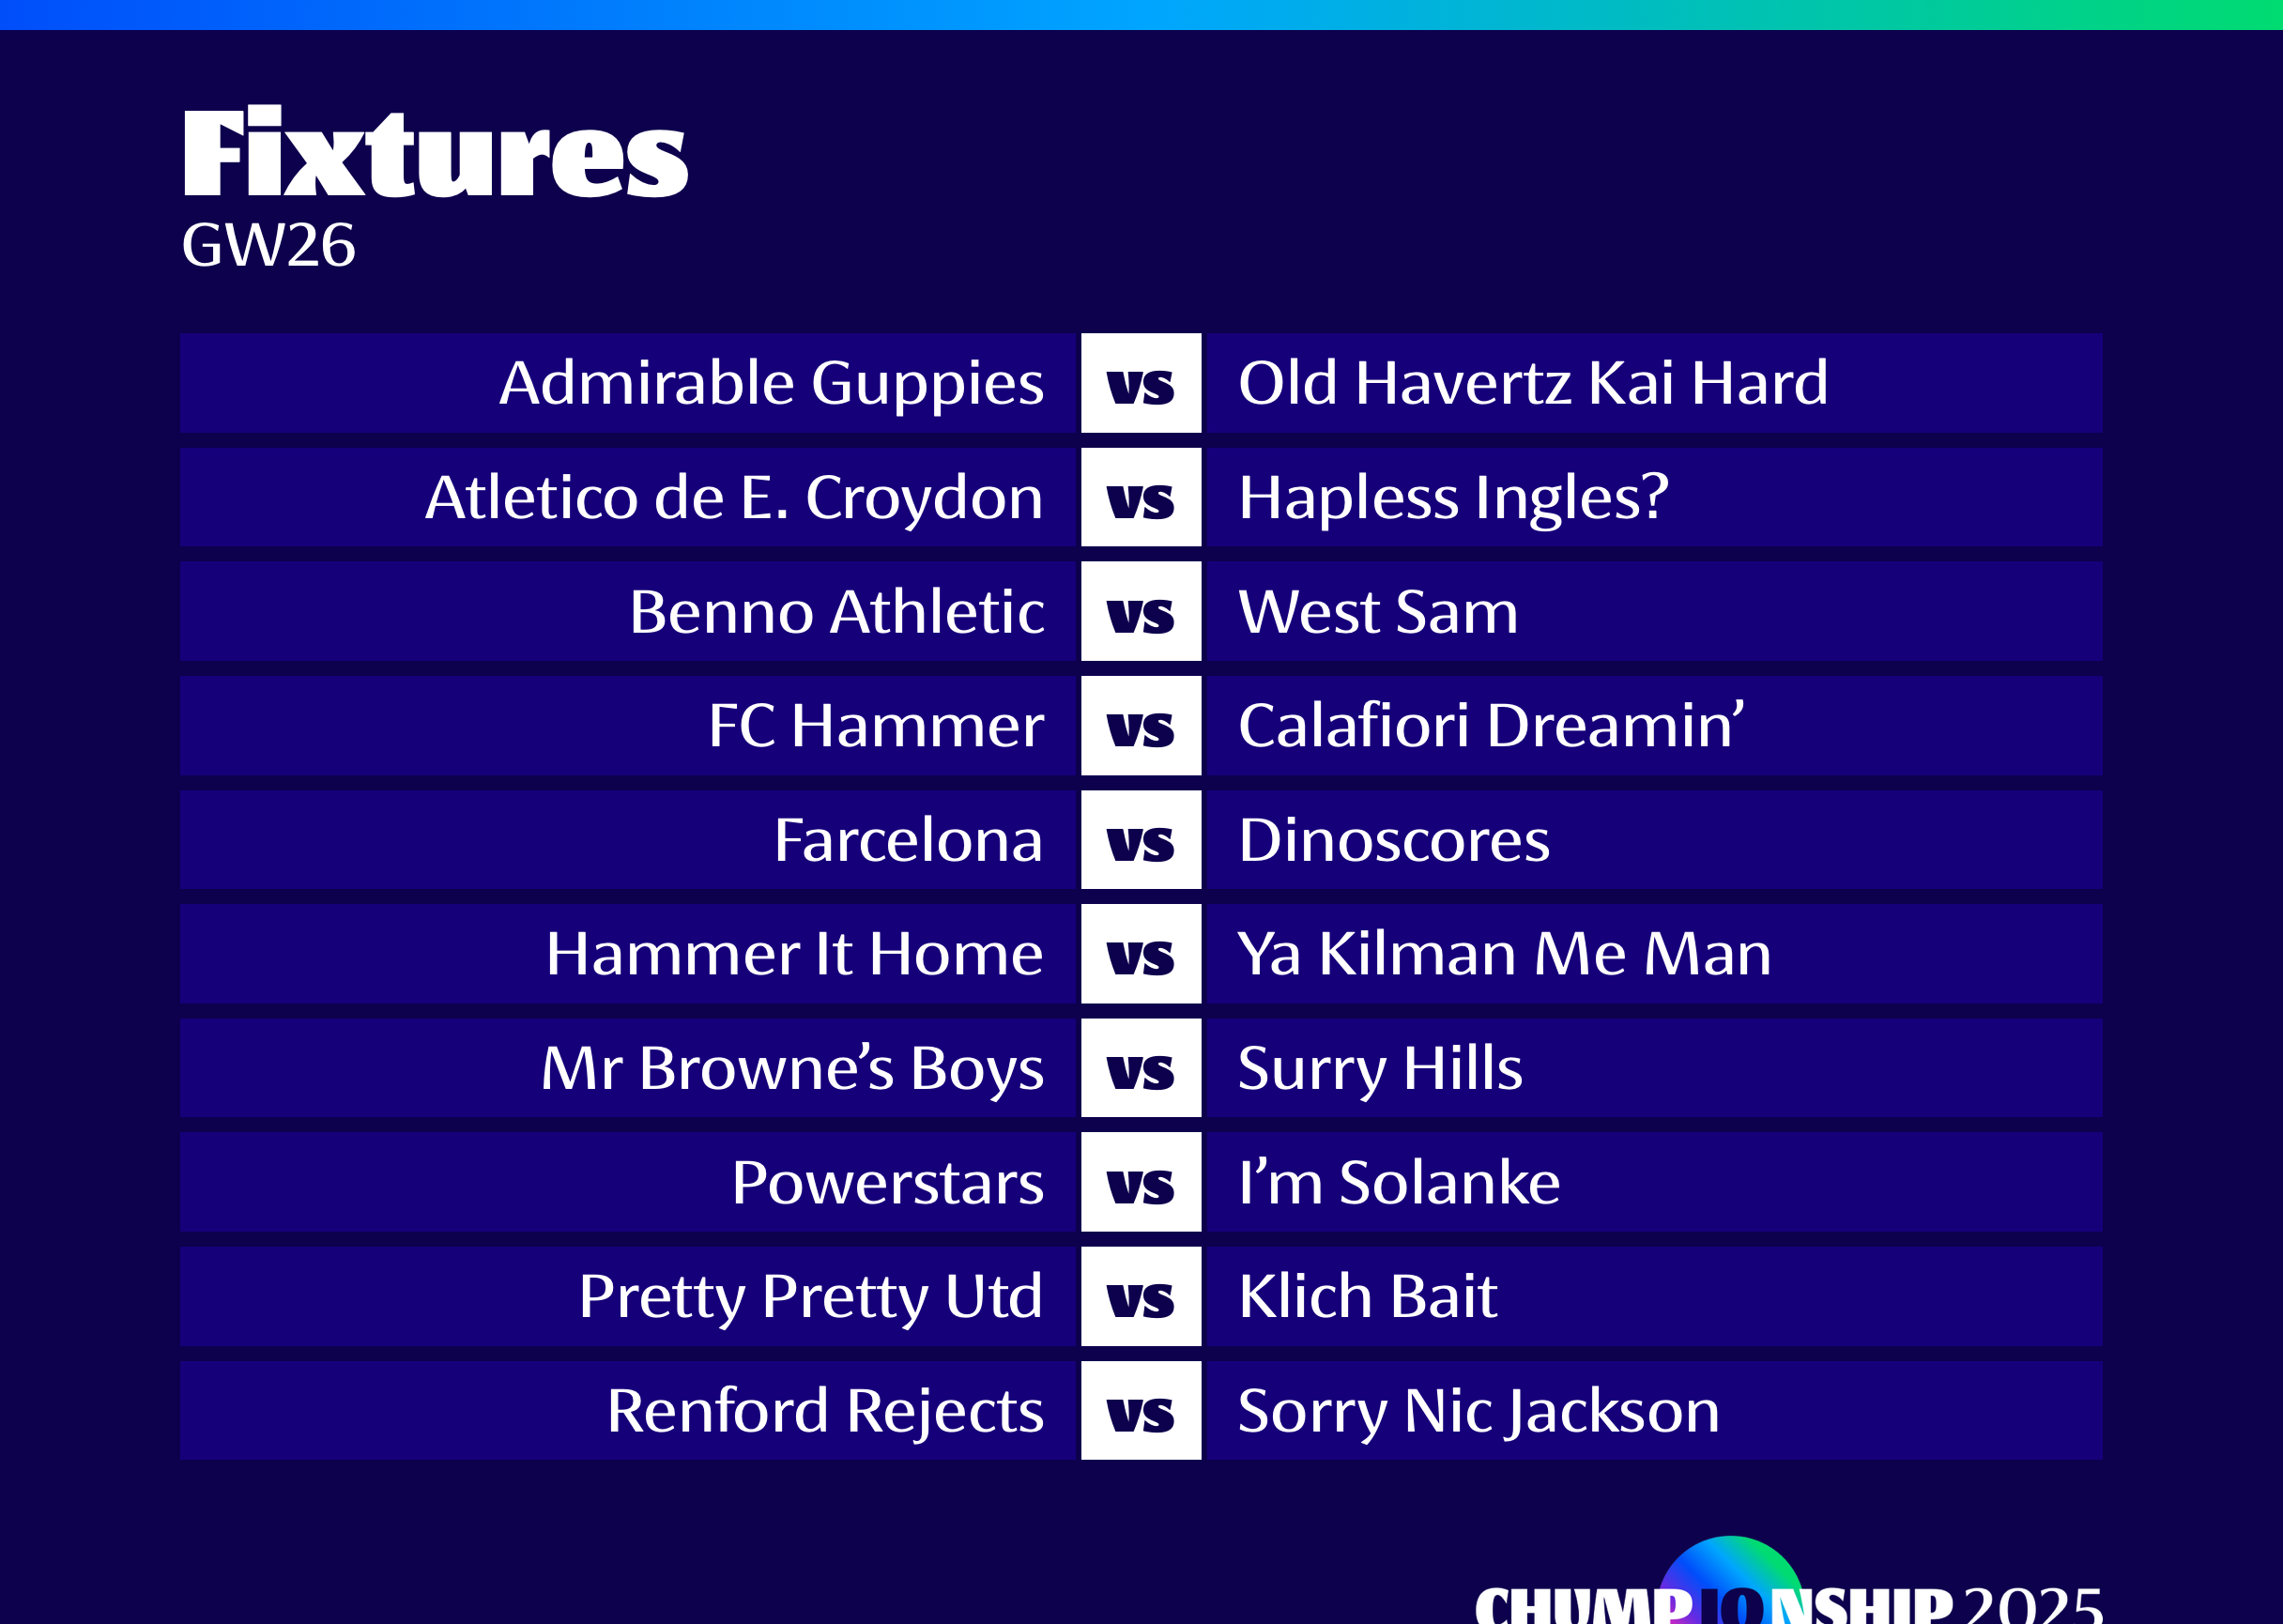 Fixtures
GW26
Admirable Guppies vs Old Havertz Kai Hard
Atletico de E. Croydon vs Hapless Ingles?
Benno Athletic vs West Sam
FC Hammer vs Calafiori Dreamin’
Farcelona vs Dinoscores
Hammer It Home vs Ya Kilman Me Man
Mr Browne’s Boys vs Surry Hills
Powerstars vs I’m Solanke
Pretty Pretty Utd vs Klich Bait
Renford Rejects vs Sorry Nic Jackson
CHUMPIONSHIP 2025